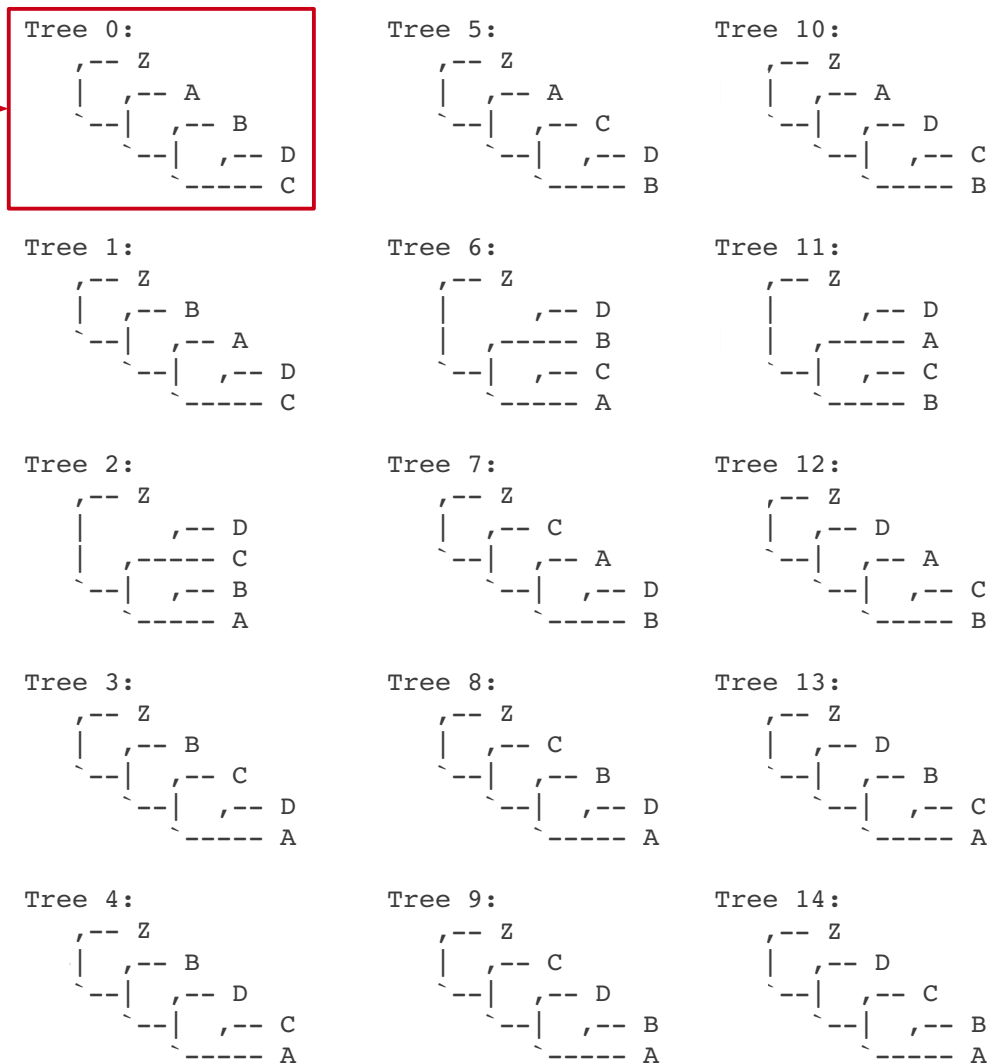 Tree 0:
,-- Z
|  ,-- A
`--|  ,-- B
   `--|  ,-- D
      `----- C
Tree 1:
,-- Z
|  ,-- B
`--|  ,-- A
   `--|  ,-- D
      `----- C
Tree 2:
,-- Z
|     ,-- D
|  ,----- C
`--|  ,-- B
   `----- A
Tree 3:
,-- Z
|  ,-- B
`--|  ,-- C
   `--|  ,-- D
      `----- A
Tree 4:
,-- Z
|  ,-- B
`--|  ,-- D
   `--|  ,-- C
      `----- A
Tree 5:
,-- Z
|  ,-- A
`--|  ,-- C
   `--|  ,-- D
      `----- B
Tree 6:
,-- Z
|     ,-- D
|  ,----- B
`--|  ,-- C
   `----- A
Tree 7:
,-- Z
|  ,-- C
`--|  ,-- A
   `--|  ,-- D
      `----- B
Tree 8:
,-- Z
|  ,-- C
`--|  ,-- B
   `--|  ,-- D
      `----- A
Tree 9:
,-- Z
|  ,-- C
`--|  ,-- D
   `--|  ,-- B
      `----- A
Tree 10:
,-- Z
|  ,-- A
`--|  ,-- D
   `--|  ,-- C
      `----- B
Tree 11:
,-- Z
|     ,-- D
|  ,----- A
`--|  ,-- C
   `----- B
Tree 12:
,-- Z
|  ,-- D
`--|  ,-- A
   `--|  ,-- C
      `----- B
Tree 13:
,-- Z
|  ,-- D
`--|  ,-- B
   `--|  ,-- C
      `----- A
Tree 14:
,-- Z
|  ,-- D
`--|  ,-- C
   `--|  ,-- B
      `----- A